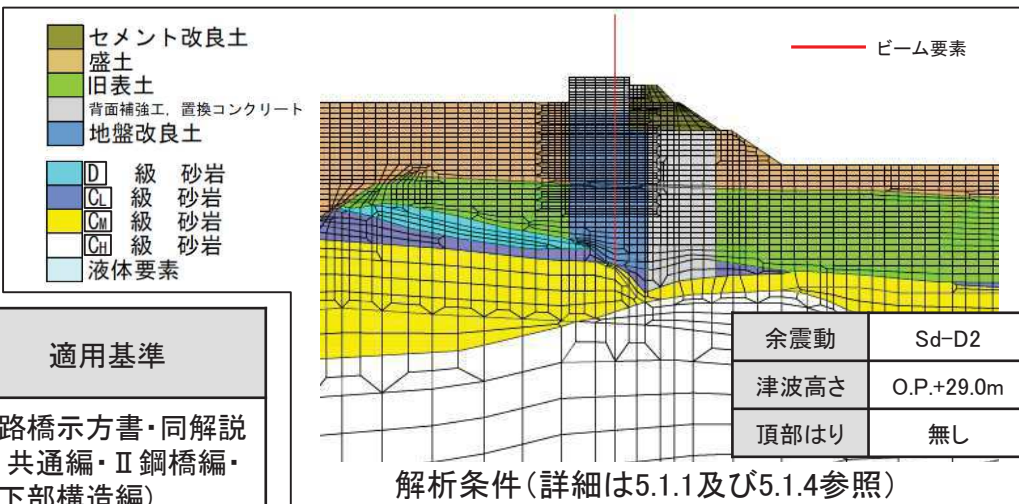 セメント改良土
盛土
旧表土
背面補強工，置換コンクリート
地盤改良土
D 級 砂岩
CL 級 砂岩
CM 級 砂岩
CH 級 砂岩
液体要素
ビーム要素
適用基準
路橋示方書・同解説
共通編・Ⅱ鋼橋編・
下部構造編）
余震動 Sd-D2
津波高さ O.P.+29.0m
頂部はり 無し
解析条件（詳細は5.1.1及び5.1.4参照）